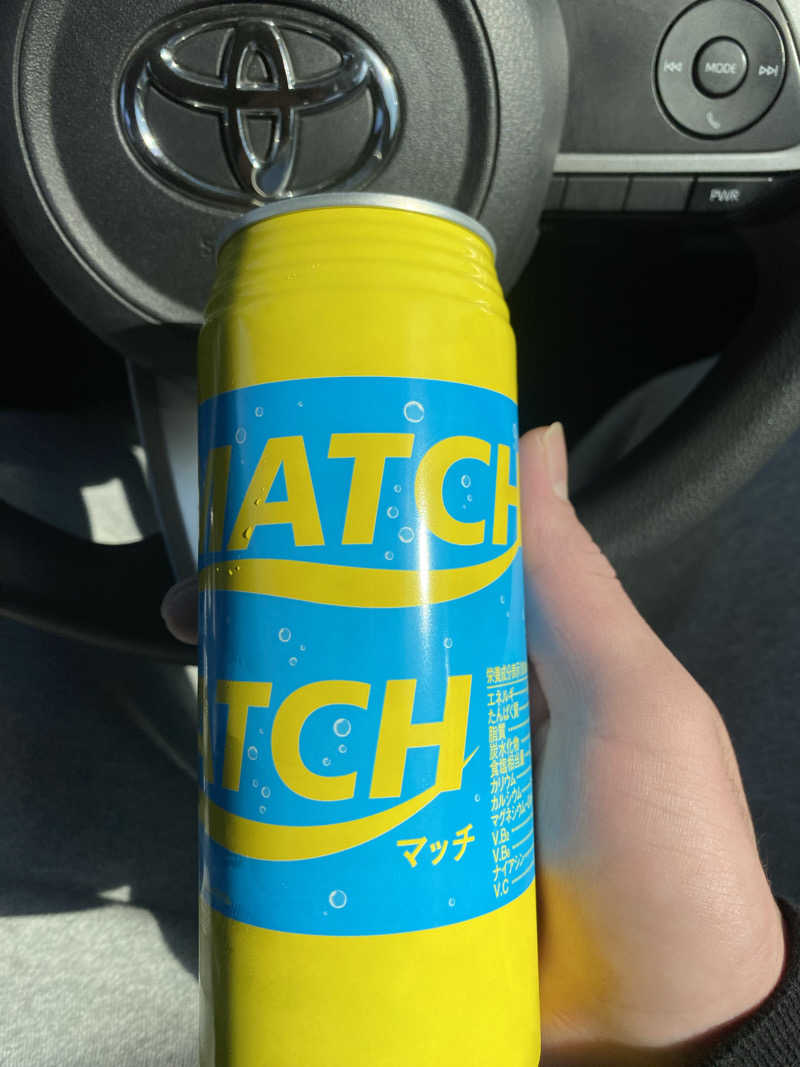 MODE
PWR
MATCH
ATCH
マッチ
栄養成分表示
エネルギー
たんぱく質
脂質
炭水化物
食塩相当量
カリウム
カルシウム
マグネシウム
V.B₂
V.B₆
ナイアシン
V.C